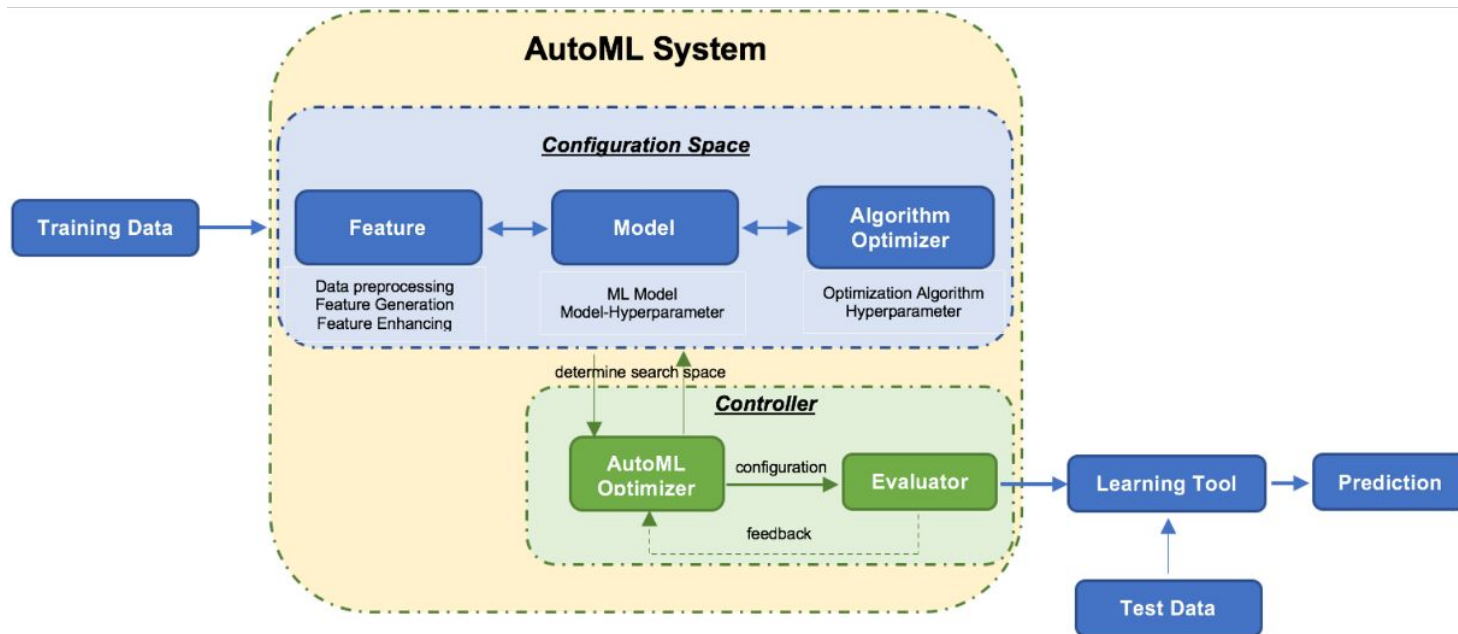 AutoML System
Configuration Space
Training Data
Feature
Model
Algorithm
Optimizer
Data preprocessing
Feature Generation
Feature Enhancing
ML Model
Model-Hyperparameter
Optimization Algorithm
Hyperparameter
determine search space
Controller
AutoML
Optimizer
configuration
Evaluator
feedback
Learning Tool
Prediction
Test Data